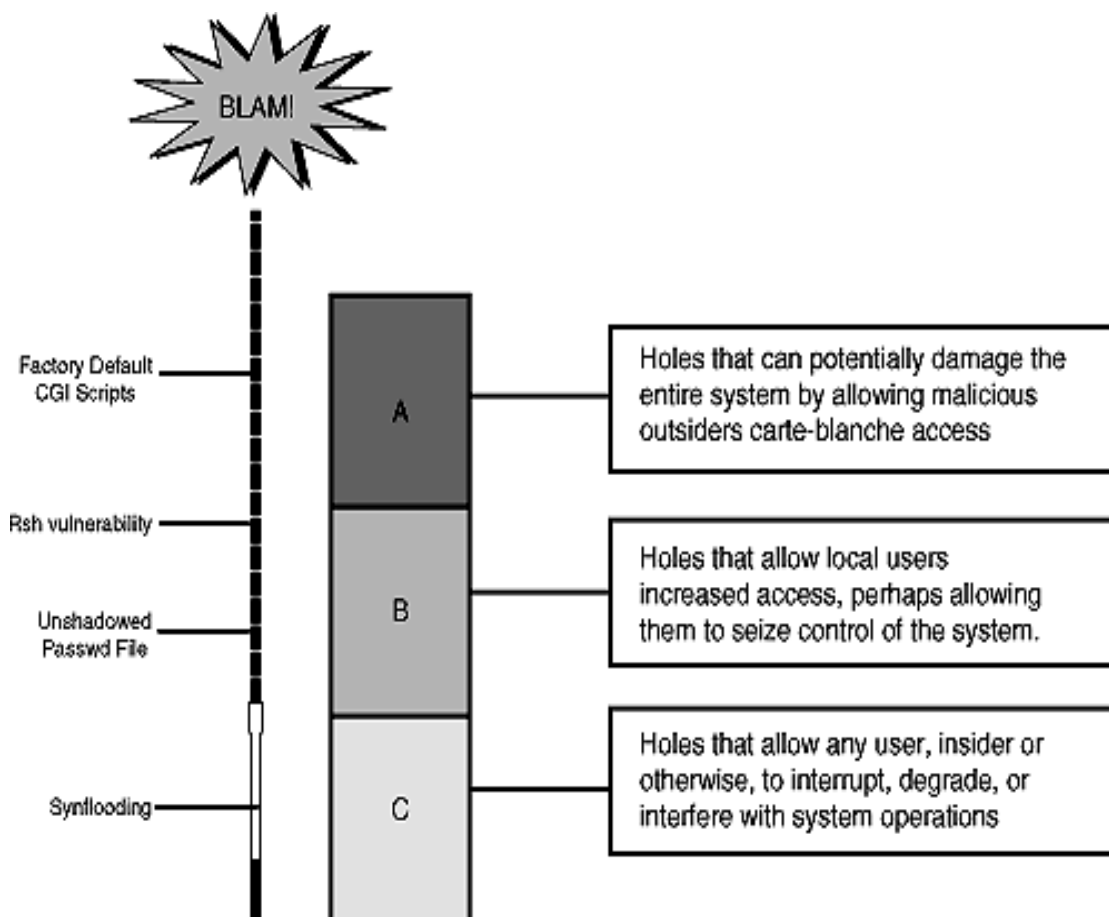 BLAM!
Factory Default
CGI Scripts
Rsh vulnerability
Unshadowed
Passwd File
Synflooding
A
B
C
Holes that can potentially damage the
entire system by allowing malicious
outsiders carte-blanche access
Holes that allow local users
increased access, perhaps allowing
them to seize control of the system.
Holes that allow any user, insider or
otherwise, to interrupt, degrade, or
interfere with system operations